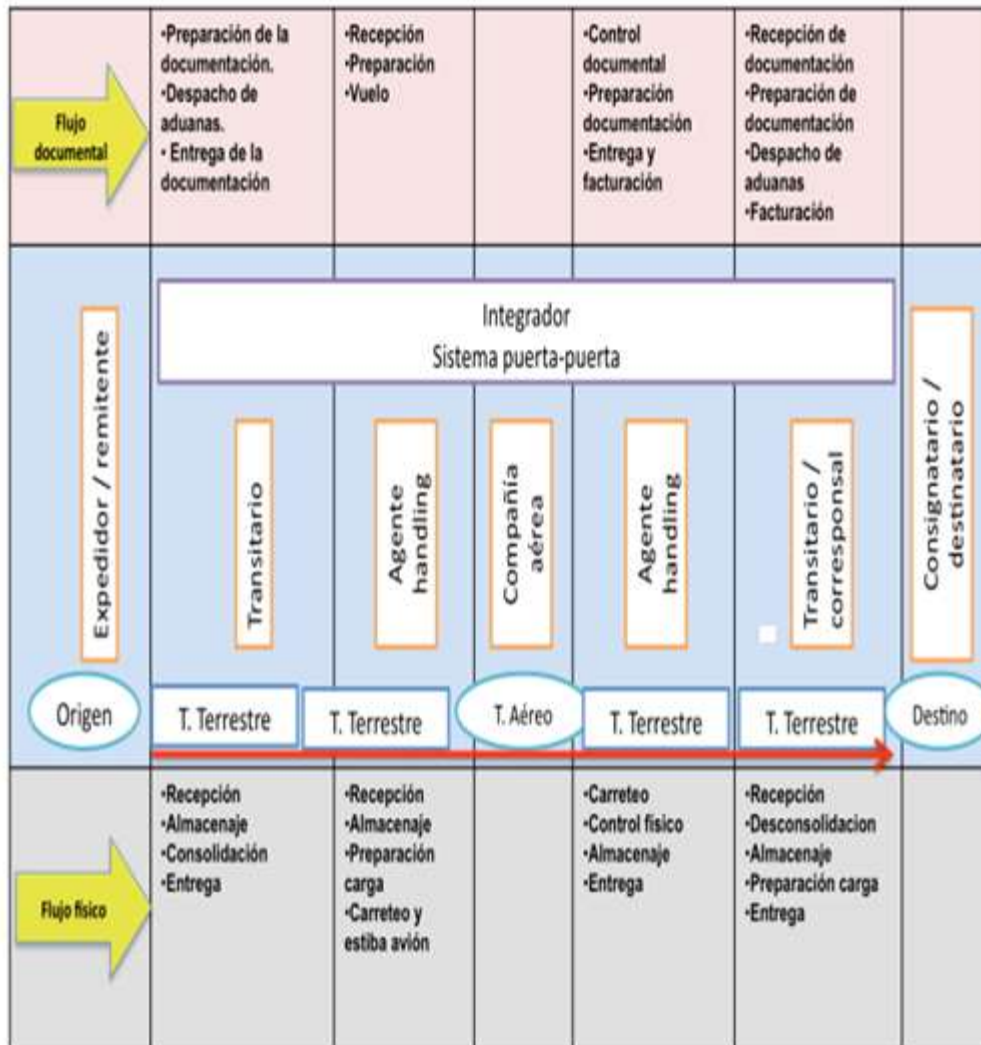 Flujo
documental
•Preparación de la
documentación.
•Despacho de
aduanas.
• Entrega de la
documentación
•Recepción
•Preparación
•Vuelo
•Control
documental
•Preparación
documentación
•Entrega y
facturación
•Recepción de
documentación
•Preparación de
documentación
•Despacho de
aduanas
•Facturación
Integrador
Sistema puerta-puerta
Expedidor / remitente
Transitario
Agente
handling
Compañía
aérea
Agente
handling
Transitario /
corresponsal
Consignatario /
destinatario
Origen
T. Terrestre
T. Terrestre
T. Aéreo
T. Terrestre
T. Terrestre
Destino
Flujo físico
•Recepción
•Almacenaje
•Consolidación
•Entrega
•Recepción
•Almacenaje
•Preparación
carga
•Carreteo y
estiba avión
•Carreteo
•Control físico
•Almacenaje
•Entrega
•Recepción
•Desconsolidacion
•Almacenaje
•Preparación carga
•Entrega